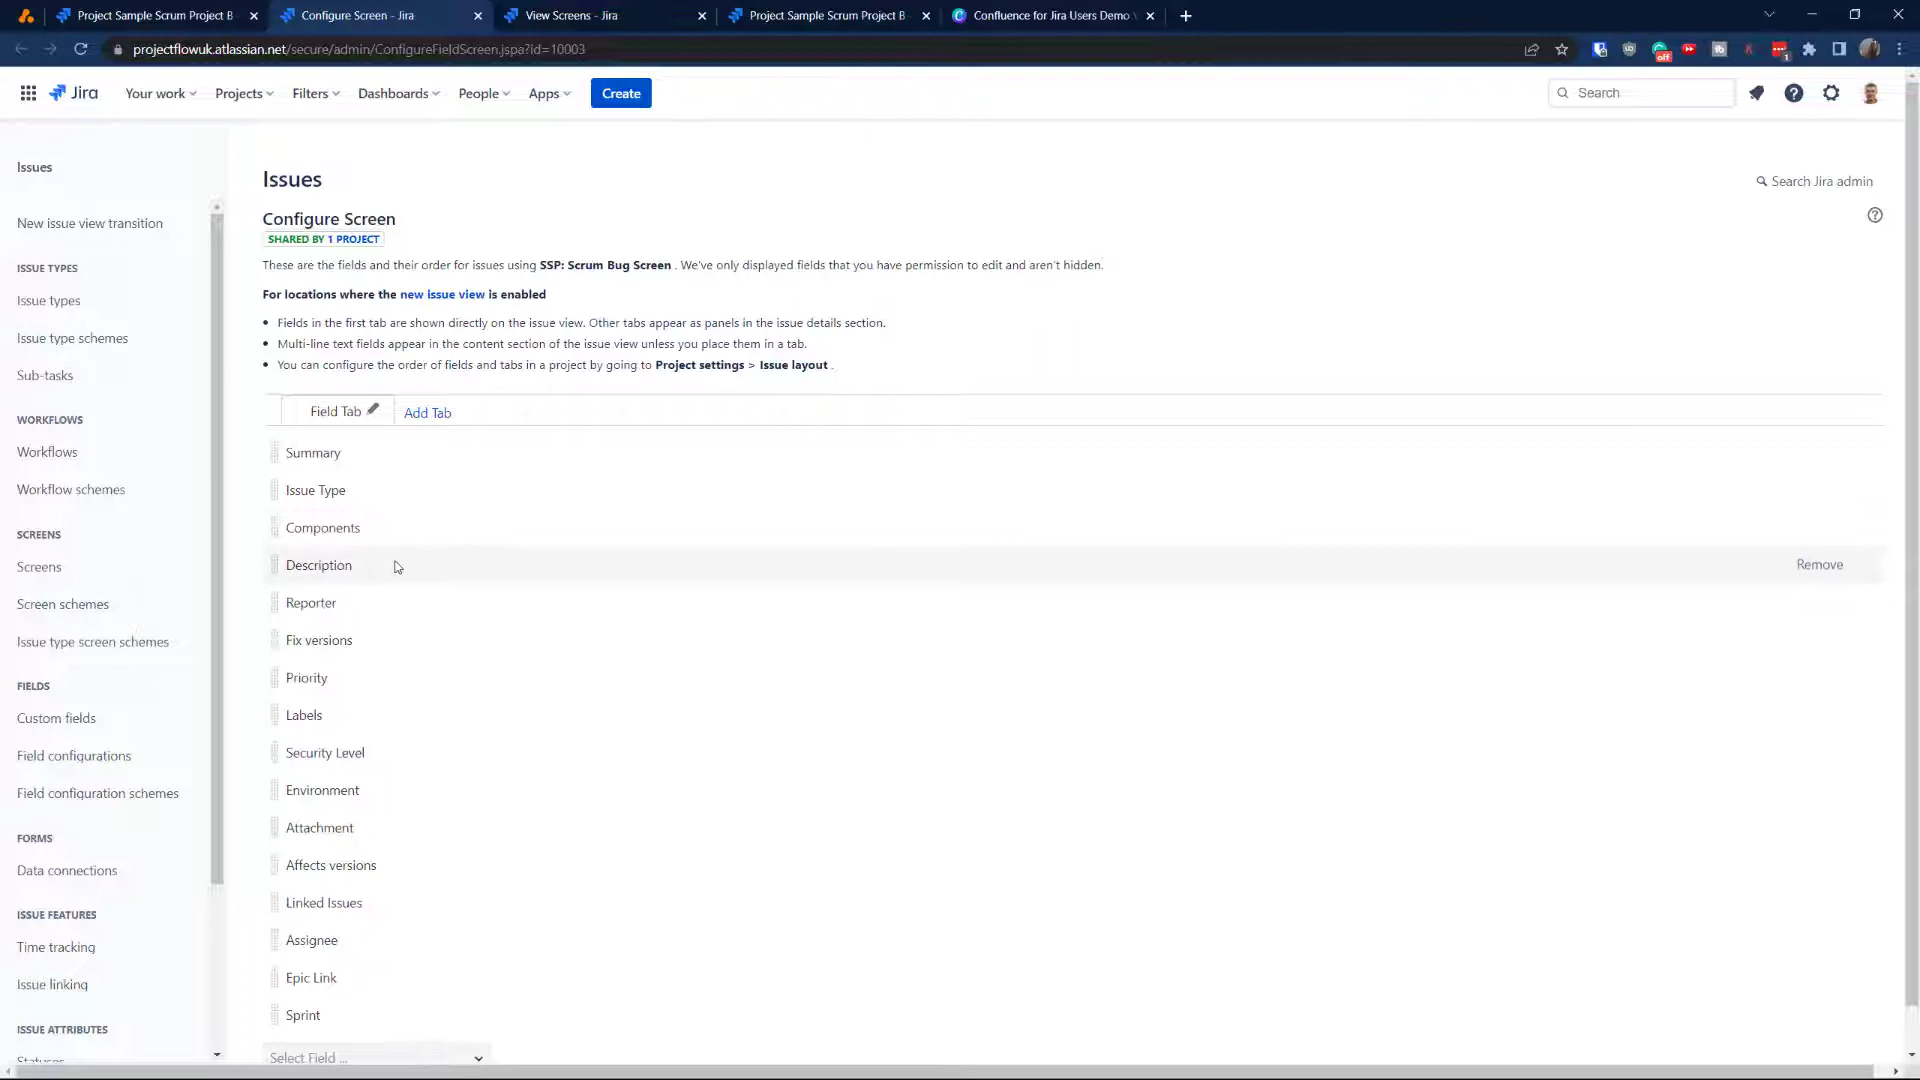 Project Sample Scrum Project B
Configure Screen - Jira
View Screens - Jira
Project Sample Scrum Project B
Confluence for Jira Users Demo
projectflowuk.atlassian.net/secure/admin/ConfigureFieldScreen.jspa?id=10003
off
1
Jira
Your work
Projects
Filters
Dashboards
People
Apps
Create
Search
Issues
New issue view transition
ISSUE TYPES
Issue types
Issue type schemes
Sub-tasks
WORKFLOWS
Workflows
Workflow schemes
SCREENS
Screens
Screen schemes
Issue type screen schemes
FIELDS
Custom fields
Field configurations
Field configuration schemes
FORMS
Data connections
ISSUE FEATURES
Time tracking
Issue linking
ISSUE ATTRIBUTES
Statuses
Issues
Search Jira admin
Configure Screen
SHARED BY 1 PROJECT
These are the fields and their order for issues using SSP: Scrum Bug Screen . We've only displayed fields that you have permission to edit and aren't hidden.
For locations where the new issue view is enabled
Fields in the first tab are shown directly on the issue view. Other tabs appear as panels in the issue details section.
Multi-line text fields appear in the content section of the issue view unless you place them in a tab.
You can configure the order of fields and tabs in a project by going to Project settings > Issue layout .
Field Tab
Add Tab
Summary
Issue Type
Components
Description
Remove
Reporter
Fix versions
Priority
Labels
Security Level
Environment
Attachment
Affects versions
Linked Issues
Assignee
Epic Link
Sprint
Select Field ...